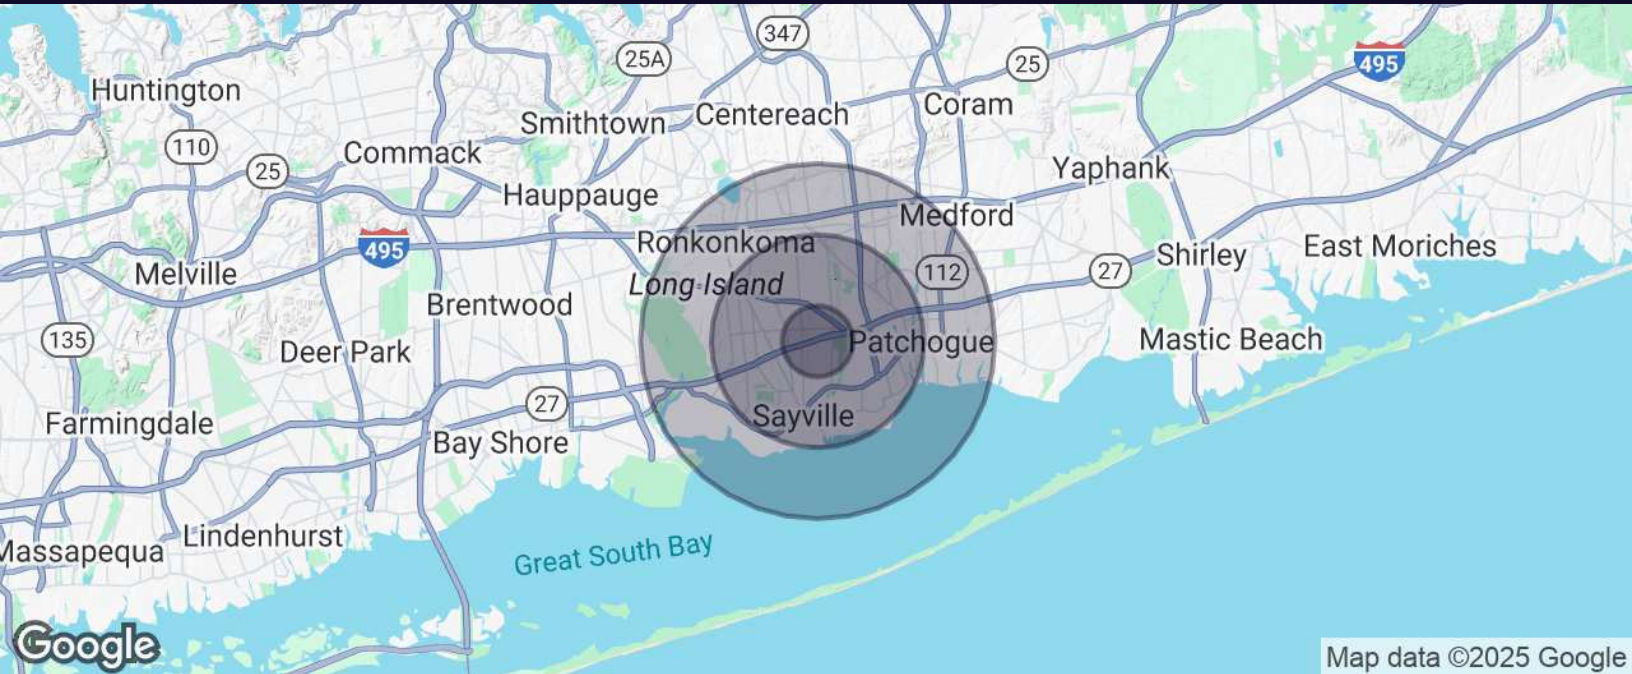 347
25A
25
495
Huntington
Centereach
Coram
Smithtown
110
Commack
25
Yaphank
Hauppauge
Medford
Ronkonkoma
495
Shirley
East Moriches
Melville
Long Island
112
27
Brentwood
135
Deer Park
Patchogue
Mastic Beach
27
Sayville
Farmingdale
Bay Shore
Lindenhurst
Massapequa
Great South Bay
Google
Map data ©2025 Google